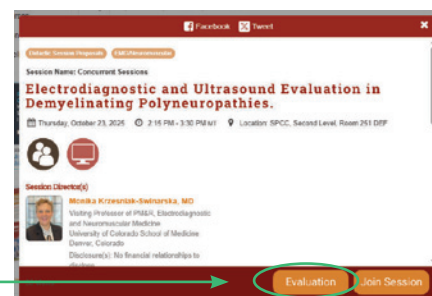 Facebook Tweet
Didactic Session Proposals EMG/Neuromuscular
Session Name: Concurrent Sessions
Electrodiagnostic and Ultrasound Evaluation in
Demyelinating Polyneuropathies.
Thursday, October 23, 2025 2:15 PM - 3:30 PM MT Location: SPCC, Second Level, Room 251 DEF
Session Director(s)
Monika Krzesniak-Swinarska, MD
Visiting Professor of PM&R, Electrodiagnostic
and Neuromuscular Medicine
University of Colorado School of Medicine
Denver, Colorado
Disclosure(s): No financial relationships to
disclose
Evaluation Join Session